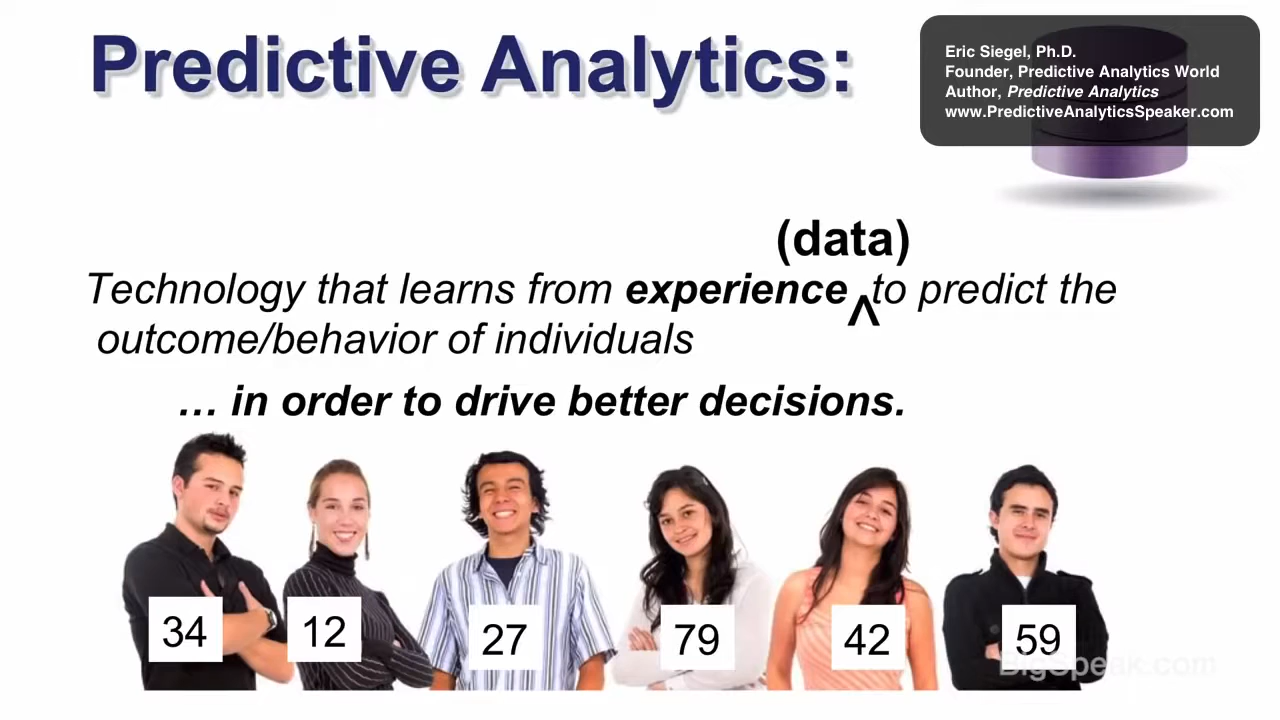 Predictive Analytics:
Eric Siegel, Ph.D.
Founder, Predictive Analytics World
Author, Predictive Analytics
www.PredictiveAnalyticsSpeaker.com
(data)
Technology that learns from experience ^ to predict the
outcome/behavior of individuals
… in order to drive better decisions.
34 12 27 79 42 59
BigSpeak.com